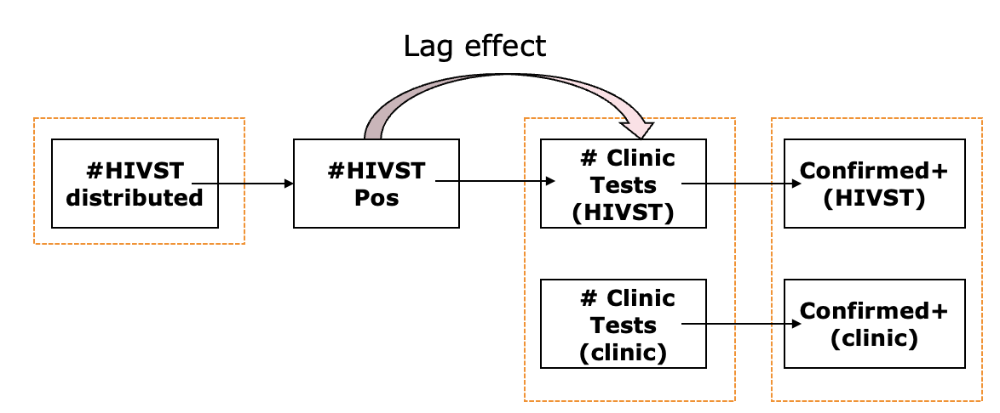 Lag effect
#HIVST
distributed
#HIVST
Pos
# Clinic
Tests
(HIVST)
Confirmed+
(HIVST)
# Clinic
Tests
(clinic)
Confirmed+
(clinic)